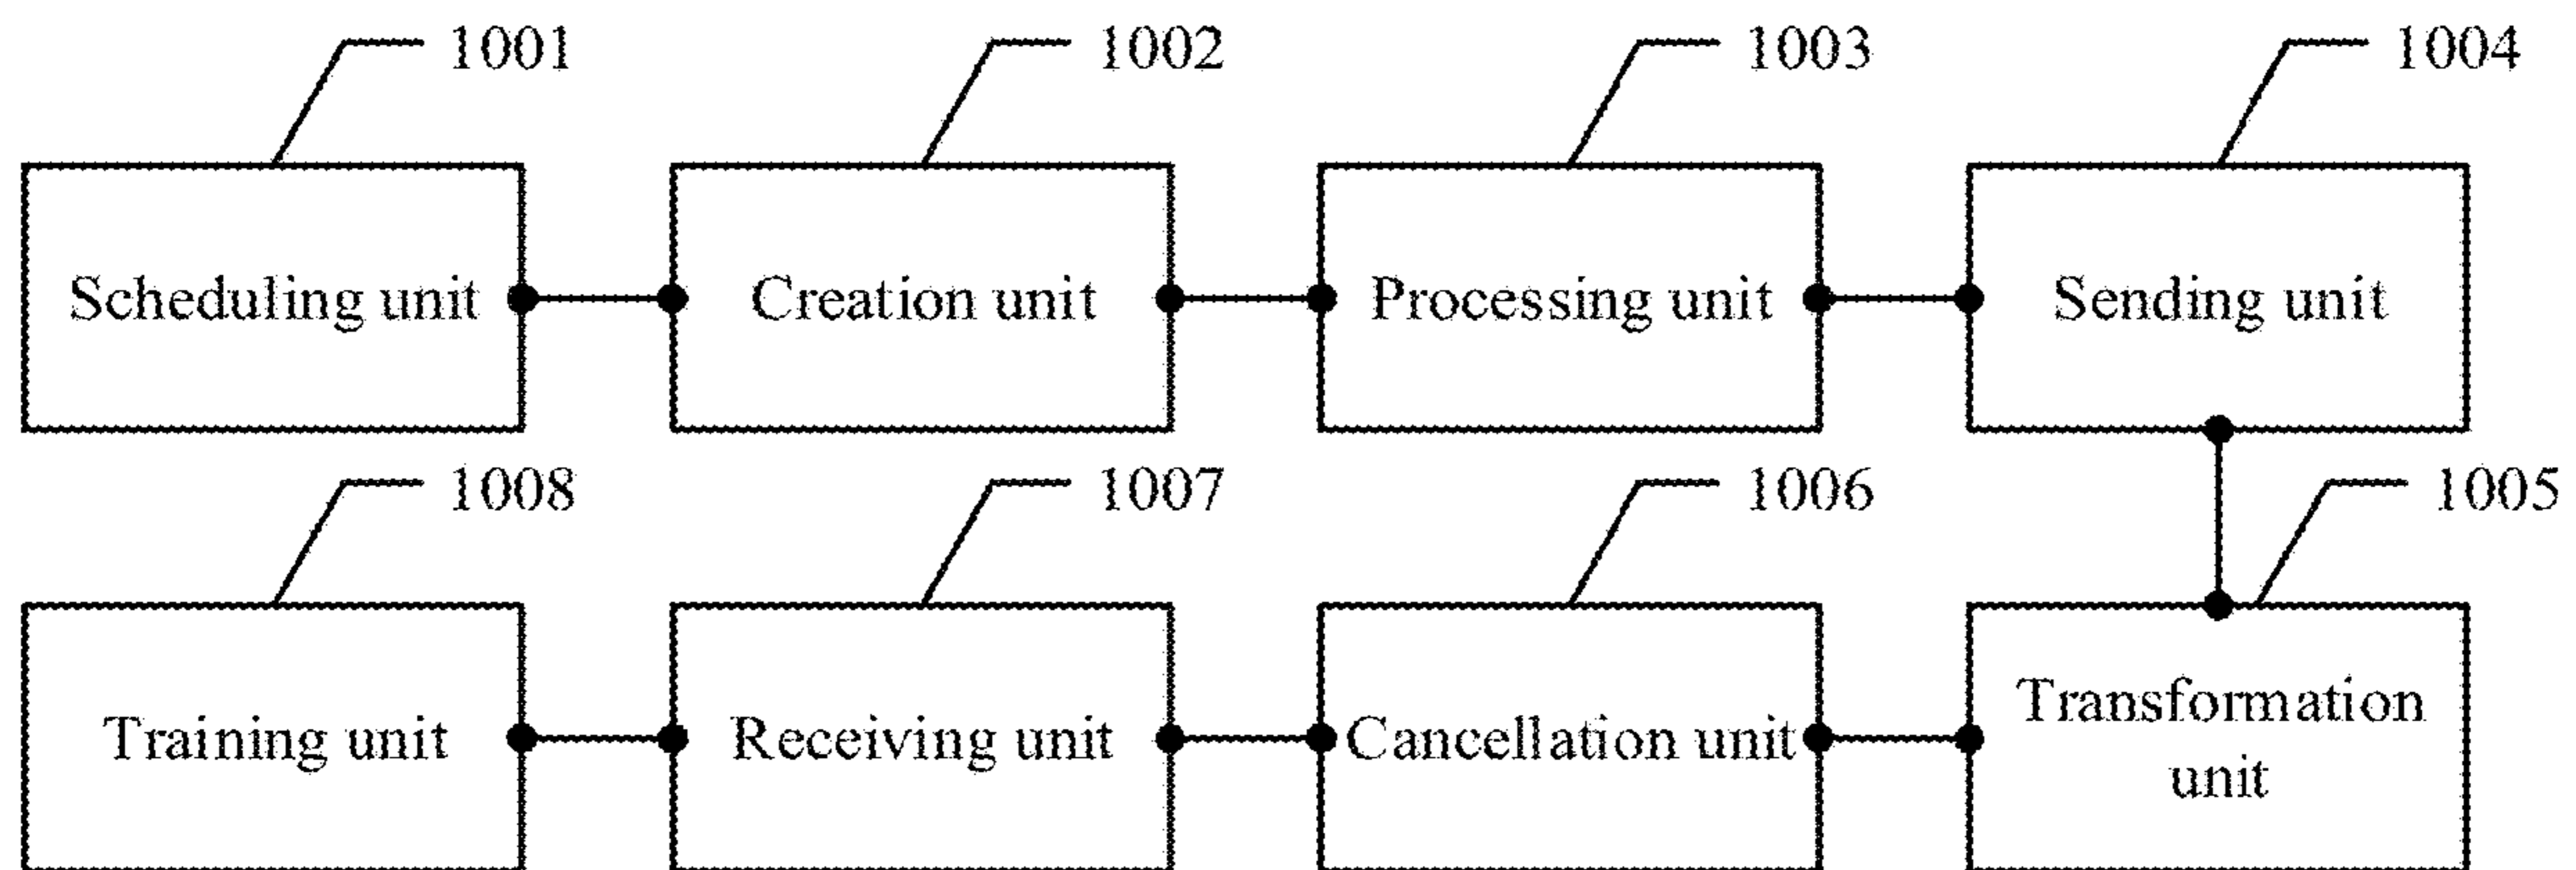 1001
1002
1003
1004
Scheduling unit
Creation unit
Processing unit
Sending unit
1008
1007
1006
1005
Training unit
Receiving unit
Cancellation unit
Transformation
unit